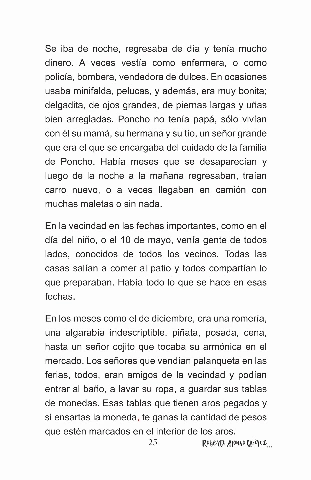 Se iba de noche, regresaba de día y tenía mucho
dinero. A veces vestía como enfermera, o como
policía, bombera, vendedora de dulces. En ocasiones
usaba minifalda, pelucas, y además, era muy bonita;
delgadita, de ojos grandes, de piernas largas y uñas
bien arregladas. Poncho no tenía papá, sólo vivían
con él su mamá, su hermana y su tío, un señor grande
que era el que se encargaba del cuidado de la familia
de Poncho. Había meses que se desaparecían y
luego de la noche a la mañana regresaban, traían
carro nuevo, o a veces llegaban en camión con
muchas maletas o sin nada.
En la vecindad en las fechas importantes, como en el
día del niño, o el 10 de mayo, venía gente de todos
lados, conocidos de todos los vecinos. Todas las
casas salían a comer al patio y todos compartían lo
que preparaban. Había todo lo que se hace en esas
fechas.
En los meses como el de diciembre, era una romería,
una algarabía indescriptible, piñata, posada, cena,
hasta un señor cojito que tocaba su armónica en el
mercado. Los señores que vendían palanqueta en las
ferias, todos, eran amigos de la vecindad y podían
entrar al baño, a lavar su ropa, a guardar sus tablas
de monedas. Esas tablas que tienen aros pegados y
si ensartas la moneda, te ganas la cantidad de pesos
que estén marcados en el interior de los aros.
25